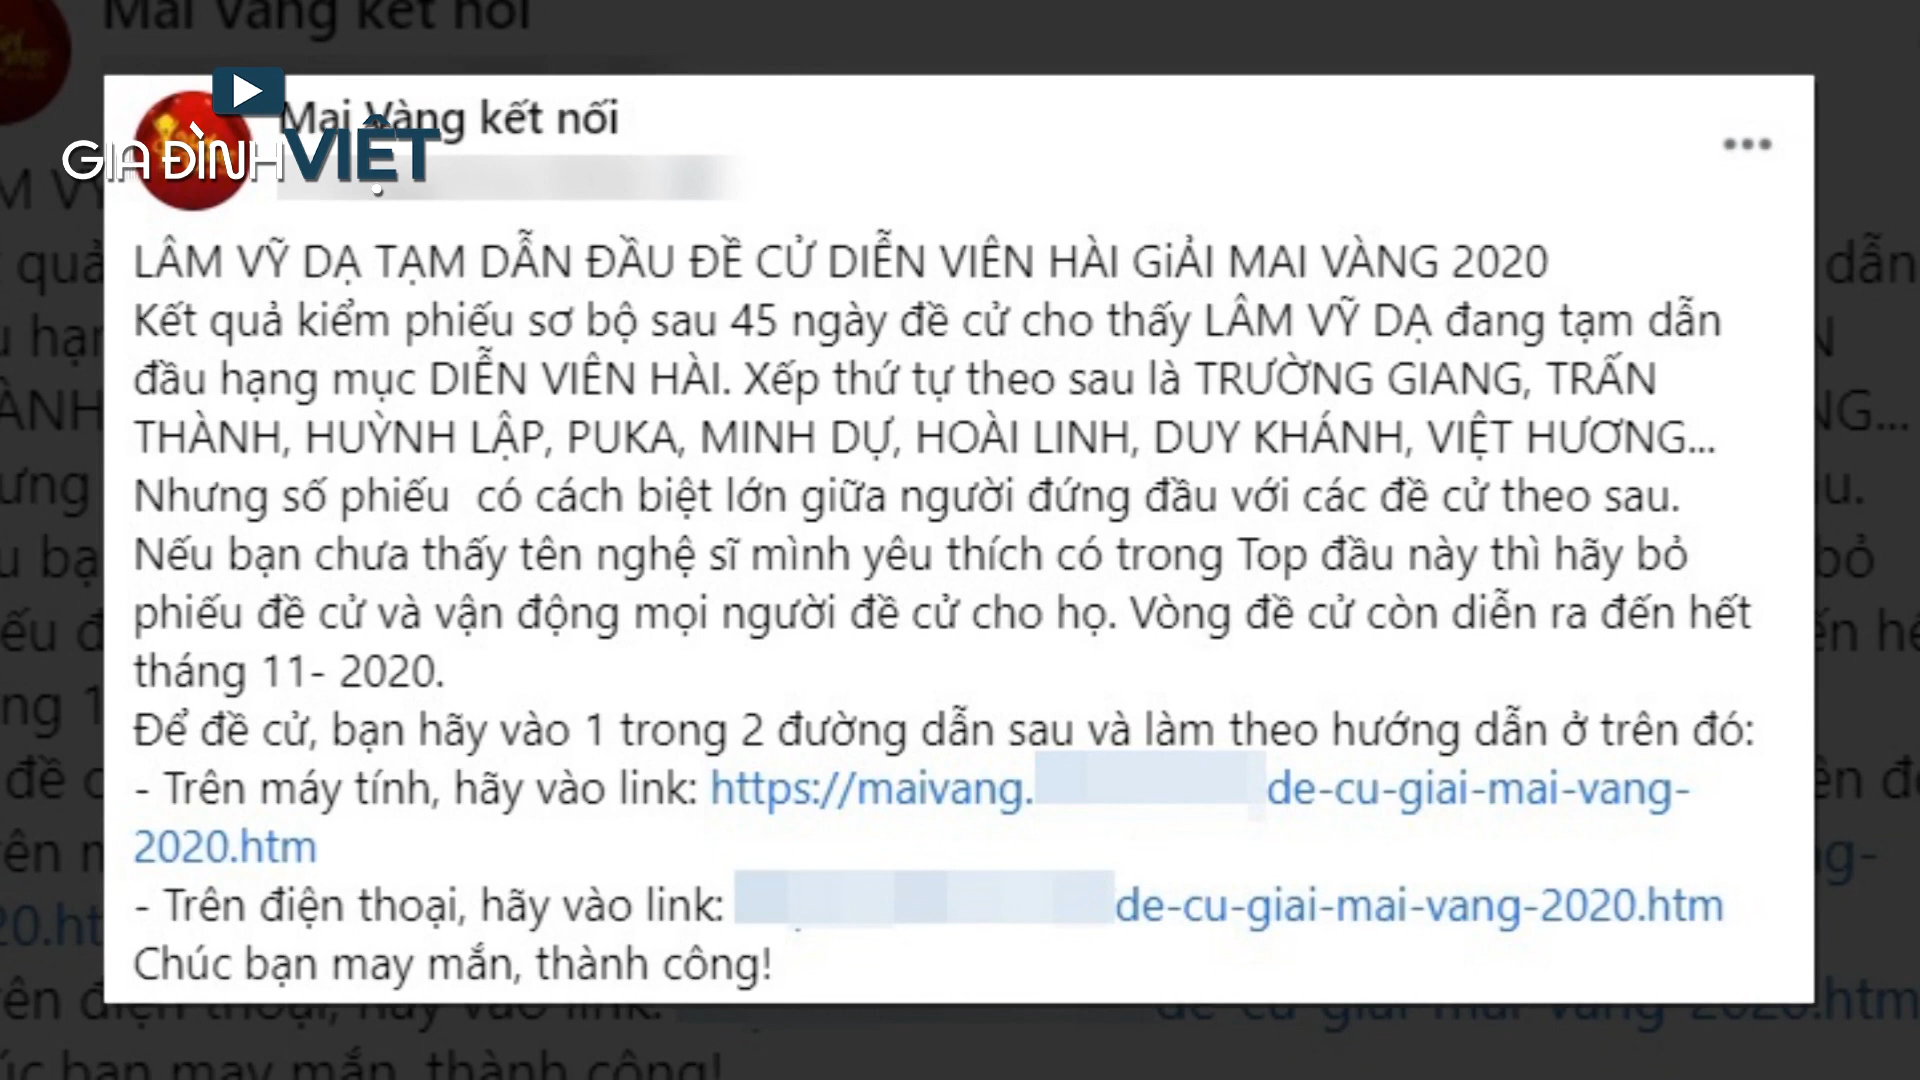 Mai Vàng kết nối
GIA ĐÌNH VIỆT
LÂM VỸ DẠ TẠM DẪN ĐẦU ĐỀ CỬ DIỄN VIÊN HÀI GiẢI MAI VÀNG 2020
Kết quả kiểm phiếu sơ bộ sau 45 ngày đề cử cho thấy LÂM VỸ DẠ đang tạm dẫn
đầu hạng mục DIỄN VIÊN HÀI. Xếp thứ tự theo sau là TRƯỜNG GIANG, TRẤN
THÀNH, HUỲNH LẬP, PUKA, MINH DỰ, HOÀI LINH, DUY KHÁNH, VIỆT HƯƠNG...
Nhưng số phiếu  có cách biệt lớn giữa người đứng đầu với các đề cử theo sau.
Nếu bạn chưa thấy tên nghệ sĩ mình yêu thích có trong Top đầu này thì hãy bỏ
phiếu đề cử và vận động mọi người đề cử cho họ. Vòng đề cử còn diễn ra đến hết
tháng 11- 2020.
Để đề cử, bạn hãy vào 1 trong 2 đường dẫn sau và làm theo hướng dẫn ở trên đó:
- Trên máy tính, hãy vào link: https://maivang. de-cu-giai-mai-vang-
2020.htm
- Trên điện thoại, hãy vào link: de-cu-giai-mai-vang-2020.htm
Chúc bạn may mắn, thành công!